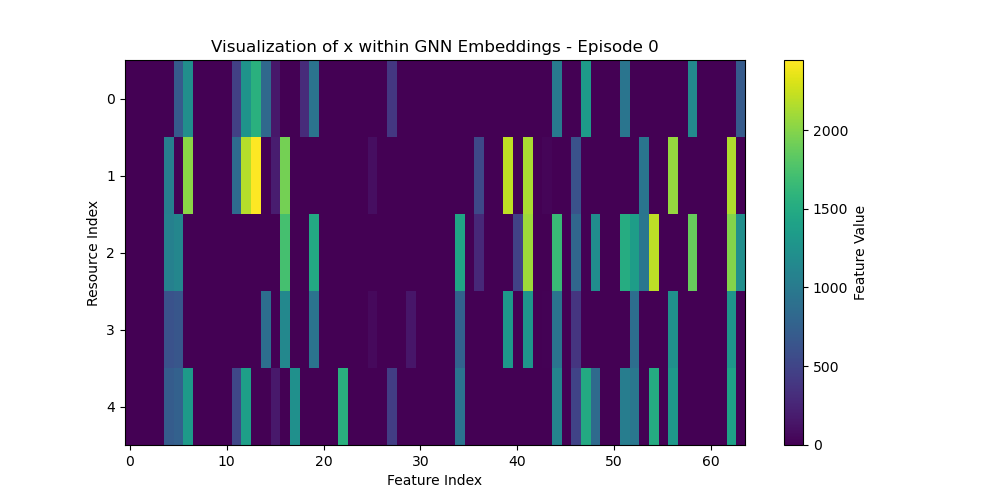 Visualization of x within GNN Embeddings - Episode 0
Resource Index
0
1
2
3
4
0 10 20 30 40 50 60
Feature Index
2000
1500
1000
500
0
Feature Value